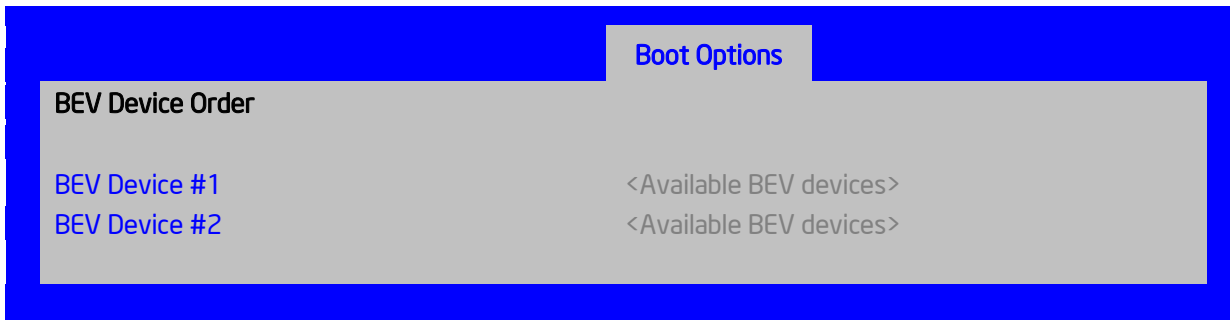 Boot Options
BEV Device Order
BEV Device #1 <Available BEV devices>
BEV Device #2 <Available BEV devices>